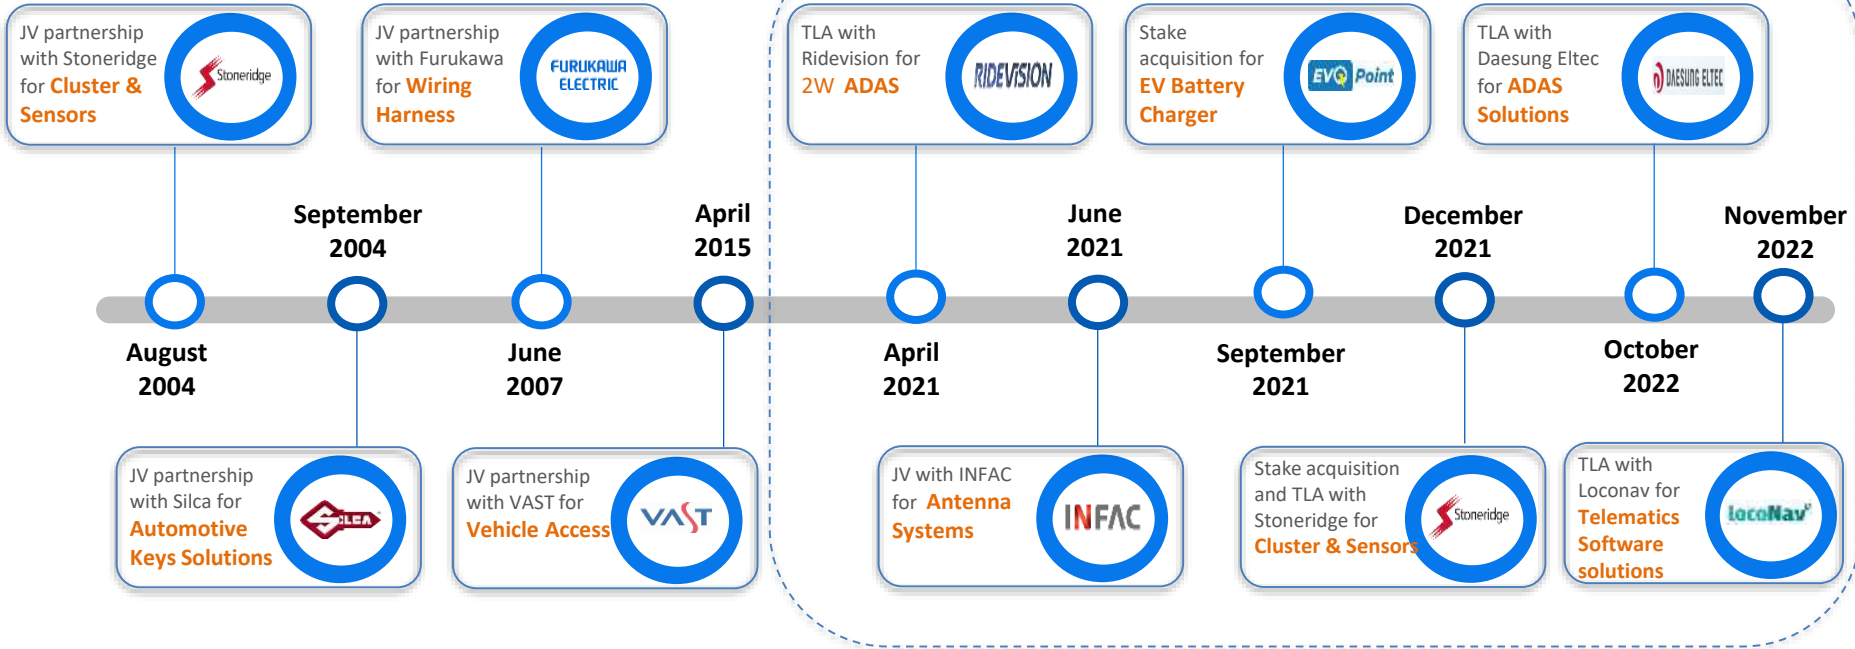 JV partnership
with Stoneridge
for Cluster &
Sensors
Stoneridge
JV partnership
with Furukawa
for Wiring
Harness
FURUKAWA
ELECTRIC
TLA with
Ridevision for
2W ADAS
RIDEVISION
Stake
acquisition for
EV Battery
Charger
EVQ Point
TLA with
Daesung Eltec
for ADAS
Solutions
DAESUNG ELTEC
September
2004
April
2015
June
2021
December
2021
November
2022
August
2004
June
2007
April
2021
September
2021
October
2022
JV partnership
with Silca for
Automotive
Keys Solutions
SILCA
JV partnership
with VAST for
Vehicle Access
VAST
JV with INFAC
for Antenna
Systems
INFAC
Stake acquisition
and TLA with
Stoneridge for
Cluster & Sensors
Stoneridge
TLA with
Loconav for
Telematics
Software
solutions
LocoNav